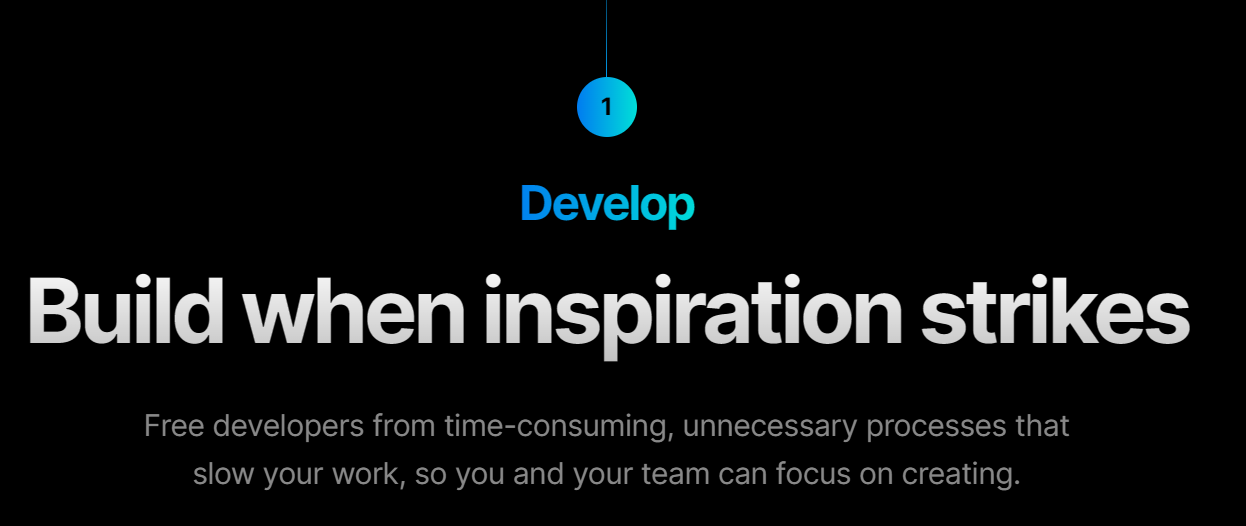 1
Develop
Build when inspiration strikes
Free developers from time-consuming, unnecessary processes that
slow your work, so you and your team can focus on creating.